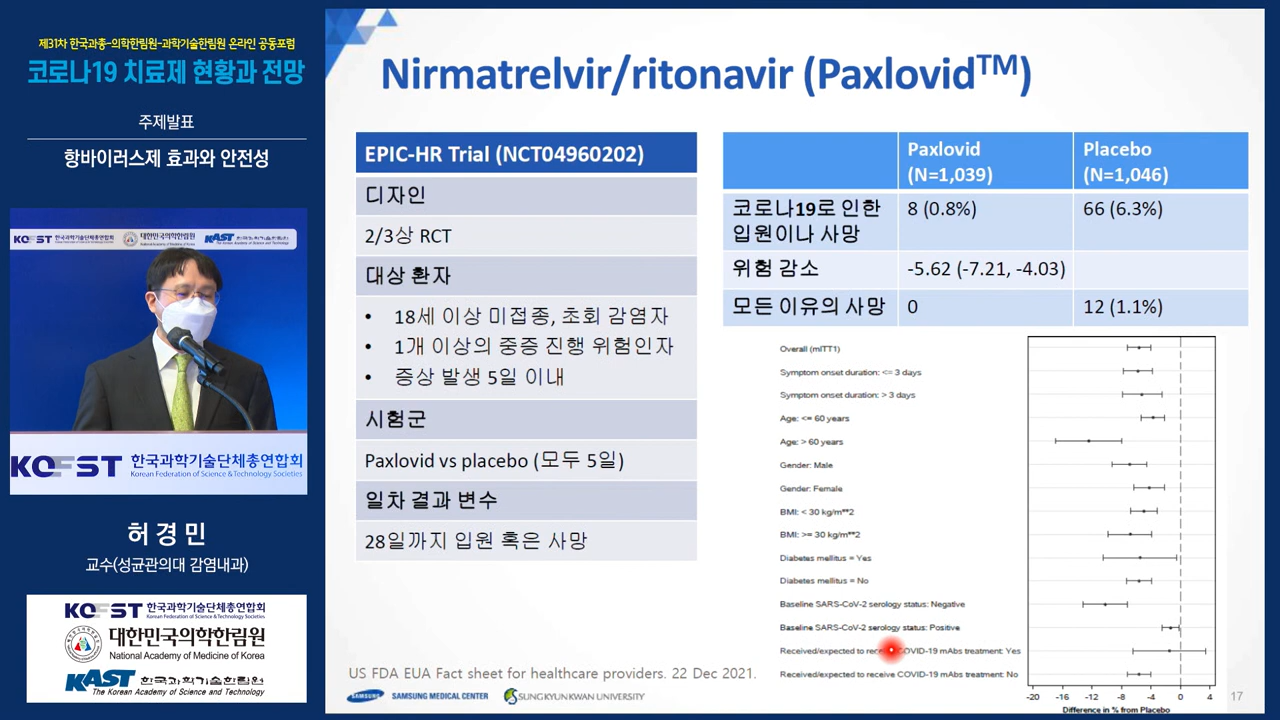 제31차 한국과총-의학한림원-과학기술한림원 온라인 공동포럼
코로나19 치료제 현황과 전망
주제발표
항바이러스제 효과와 안전성
KOFST 한국과학기술단체총연합회
대한민국의학한림원
KAST 한국과학기술한림원
KOFST 한국과학기술단체총연합회
Korean Federation of Science & Technology Societies
허경민
교수(성균관의대 감염내과)
KOFST 한국과학기술단체총연합회
대한민국의학한림원
National Academy of Medicine of Korea
KAST 한국과학기술한림원
The Korean Academy of Science and Technology
Nirmatrelvir/ritonavir (Paxlovid™)
EPIC-HR Trial (NCT04960202)
디자인
2/3상 RCT
대상 환자
• 18세 이상 미접종, 초회 감염자
• 1개 이상의 중증 진행 위험인자
• 증상 발생 5일 이내
시험군
Paxlovid vs placebo (모두 5일)
일차 결과 변수
28일까지 입원 혹은 사망
Paxlovid Placebo
(N=1,039) (N=1,046)
코로나19로 인한 8 (0.8%) 66 (6.3%)
입원이나 사망
위험 감소 -5.62 (-7.21, -4.03)
모든 이유의 사망 0 12 (1.1%)
Overall (mITT1)
Symptom onset duration: <= 3 days
Symptom onset duration: > 3 days
Age: <= 60 years
Age: > 60 years
Gender: Male
Gender: Female
BMI: < 30 kg/m**2
BMI: >= 30 kg/m**2
Diabetes mellitus = Yes
Diabetes mellitus = No
Baseline SARS-CoV-2 serology status: Negative
Baseline SARS-CoV-2 serology status: Positive
Received/expected to COVID-19 mAbs treatment: Yes
Received/expected to receive COVID-19 mAbs treatment: No
-20 -16 -12 -8 -4 0 4
Difference in % from Placebo
US FDA EUA Fact sheet for healthcare providers. 22 Dec 2021.
SAMSUNG SAMSUNG MEDICAL CENTER SUNGKYUNKWAN UNIVERSITY
17